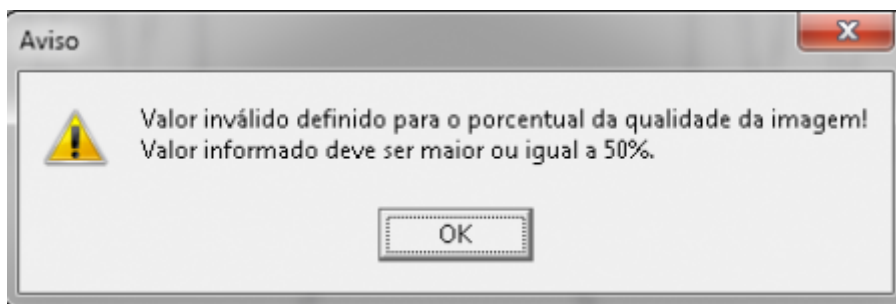 Aviso
Valor inválido definido para o porcentual da qualidade da imagem!
Valor informado deve ser maior ou igual a 50%.
OK